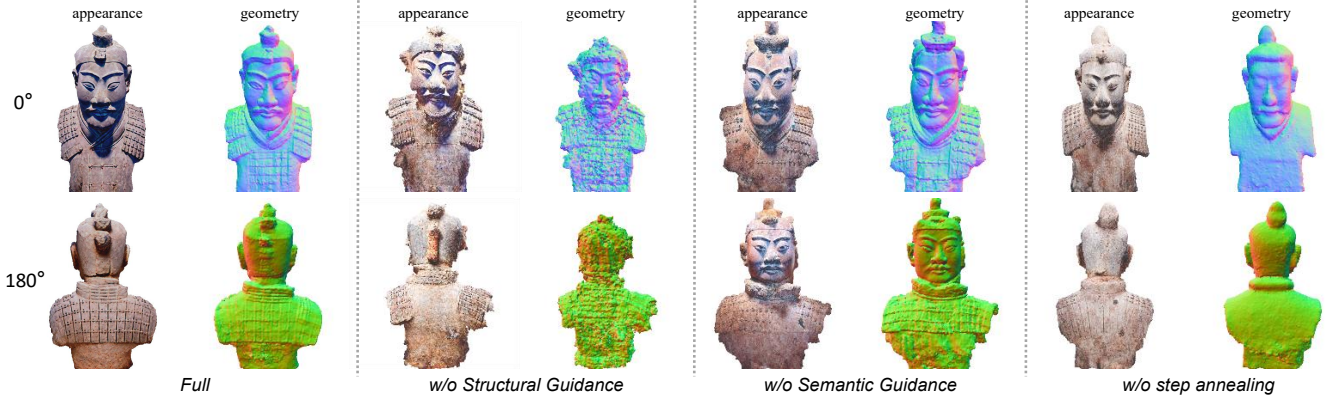 appearance geometry appearance geometry appearance geometry appearance geometry
0°
180°
Full w/o Structural Guidance w/o Semantic Guidance w/o step annealing